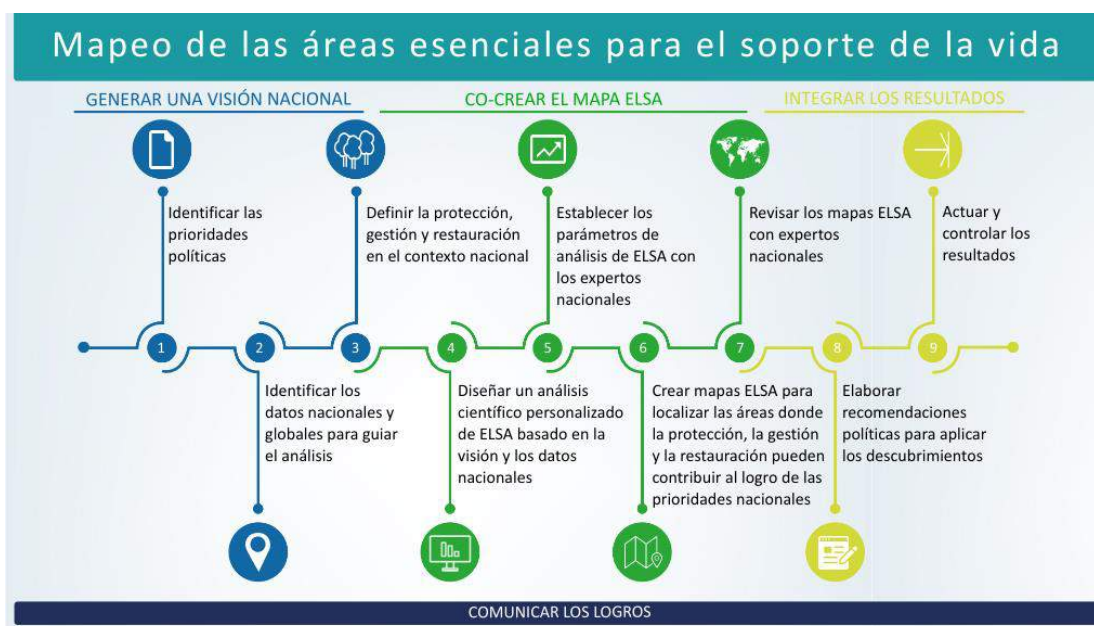 Mapeo de las áreas esenciales para el soporte de la vida
GENERAR UNA VISIÓN NACIONAL
CO-CREAR EL MAPA ELSA
INTEGRAR LOS RESULTADOS
Identificar las
prioridades
políticas
Definir la protección,
gestión y restauración
en el contexto nacional
Establecer los
parámetros de
análisis de ELSA con
los expertos
nacionales
Revisar los mapas ELSA
con expertos
nacionales
Actuar y
controlar los
resultados
1
2
3
4
5
6
7
8
9
Identificar los
datos nacionales y
globales para guiar
el análisis
Diseñar un análisis
científico personalizado
de ELSA basado en la
visión y los datos
nacionales
Crear mapas ELSA para
localizar las áreas donde
la protección, la gestión
y la restauración pueden
contribuir al logro de las
prioridades nacionales
Elaborar
recomendaciones
políticas para aplicar
los descubrimientos
COMUNICAR LOS LOGROS